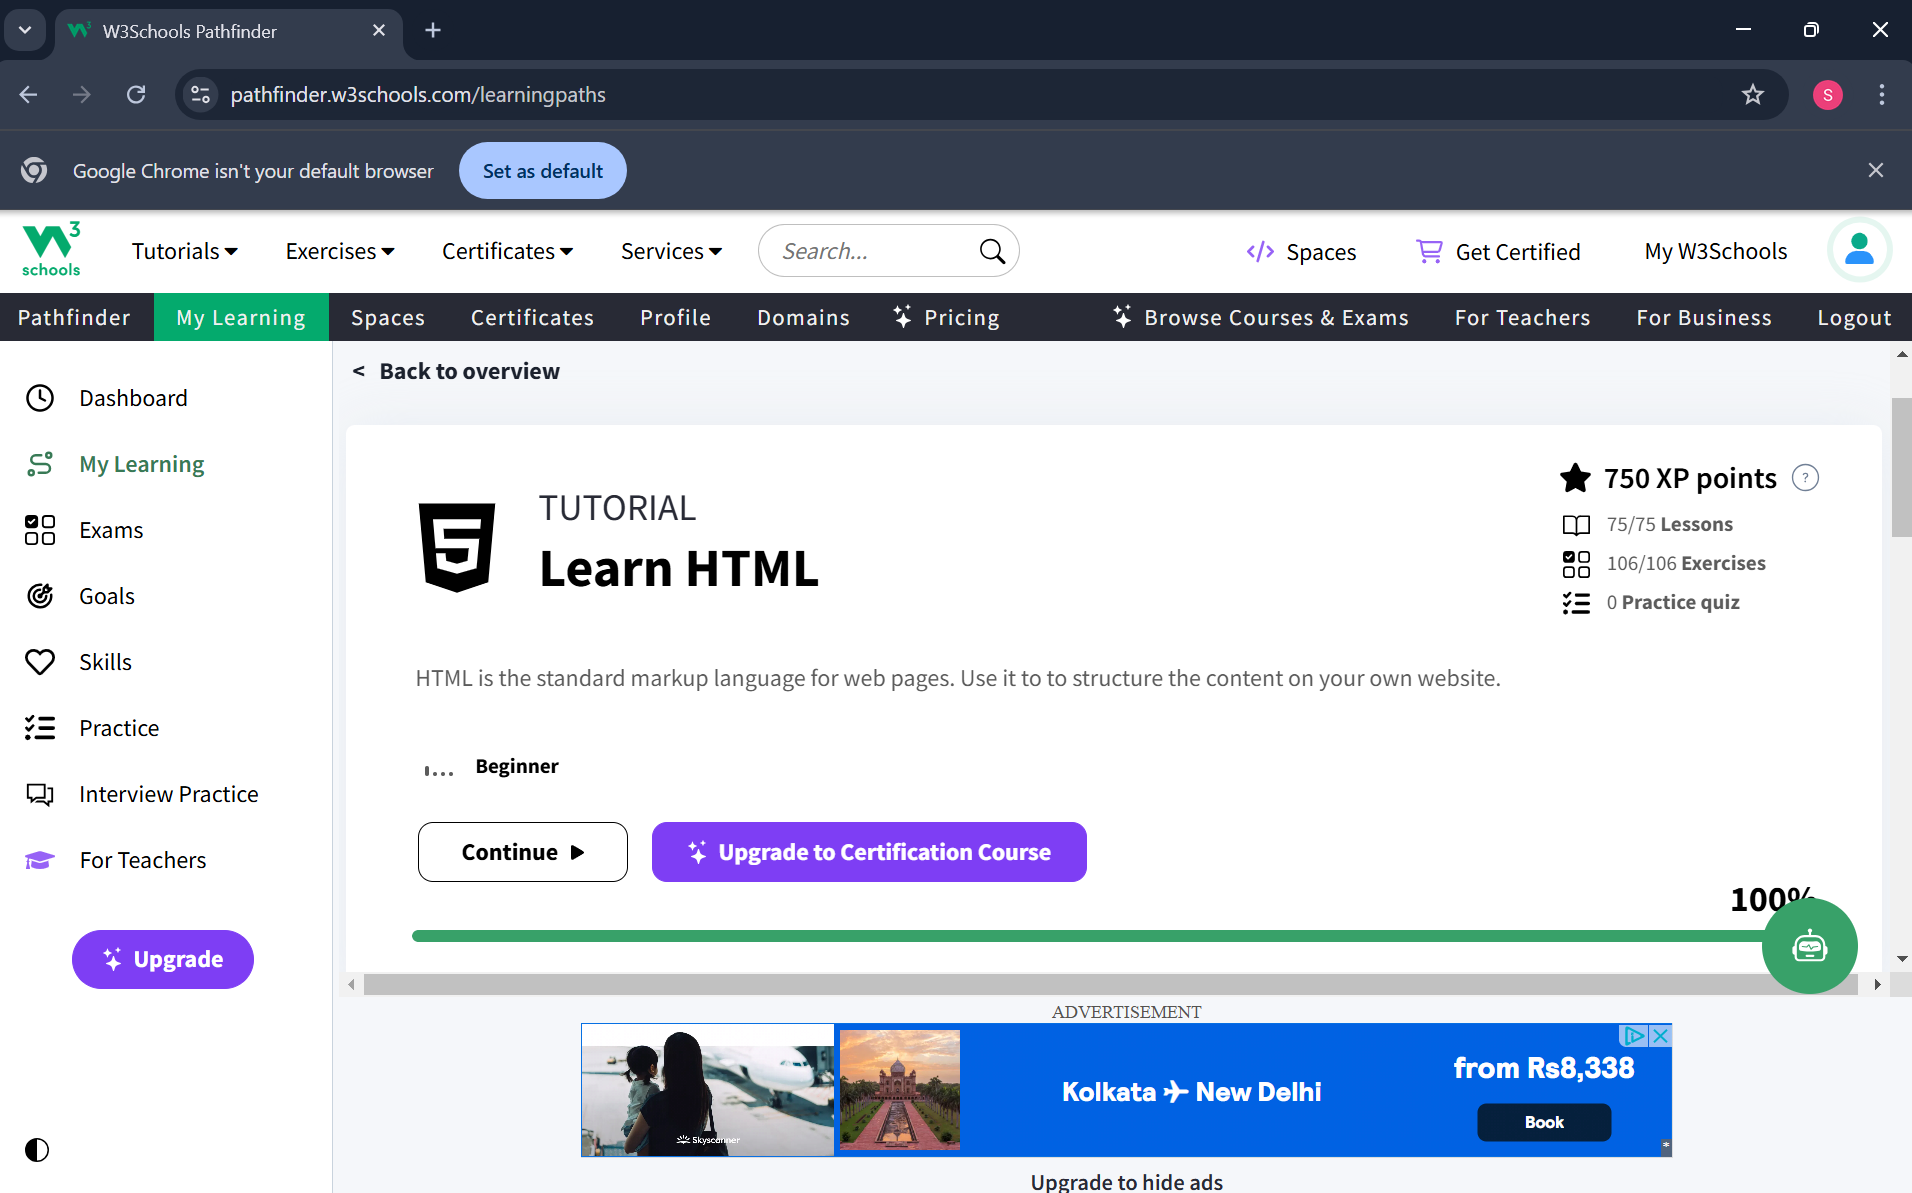 W3Schools Pathfinder
pathfinder.w3schools.com/learningpaths
S
Google Chrome isn't your default browser
Set as default
W3 schools
Tutorials
Exercises
Certificates
Services
Search...
Spaces
Get Certified
My W3Schools
Pathfinder
My Learning
Spaces
Certificates
Profile
Domains
Pricing
Browse Courses & Exams
For Teachers
For Business
Logout
Dashboard
My Learning
Exams
Goals
Skills
Practice
Interview Practice
For Teachers
Upgrade
< Back to overview
TUTORIAL
Learn HTML
750 XP points ?
75/75 Lessons
106/106 Exercises
0 Practice quiz
HTML is the standard markup language for web pages. Use it to to structure the content on your own website.
Beginner
Continue
Upgrade to Certification Course
100%
ADVERTISEMENT
Skyscanner
Kolkata New Delhi
from Rs8,338
Book
Upgrade to hide ads